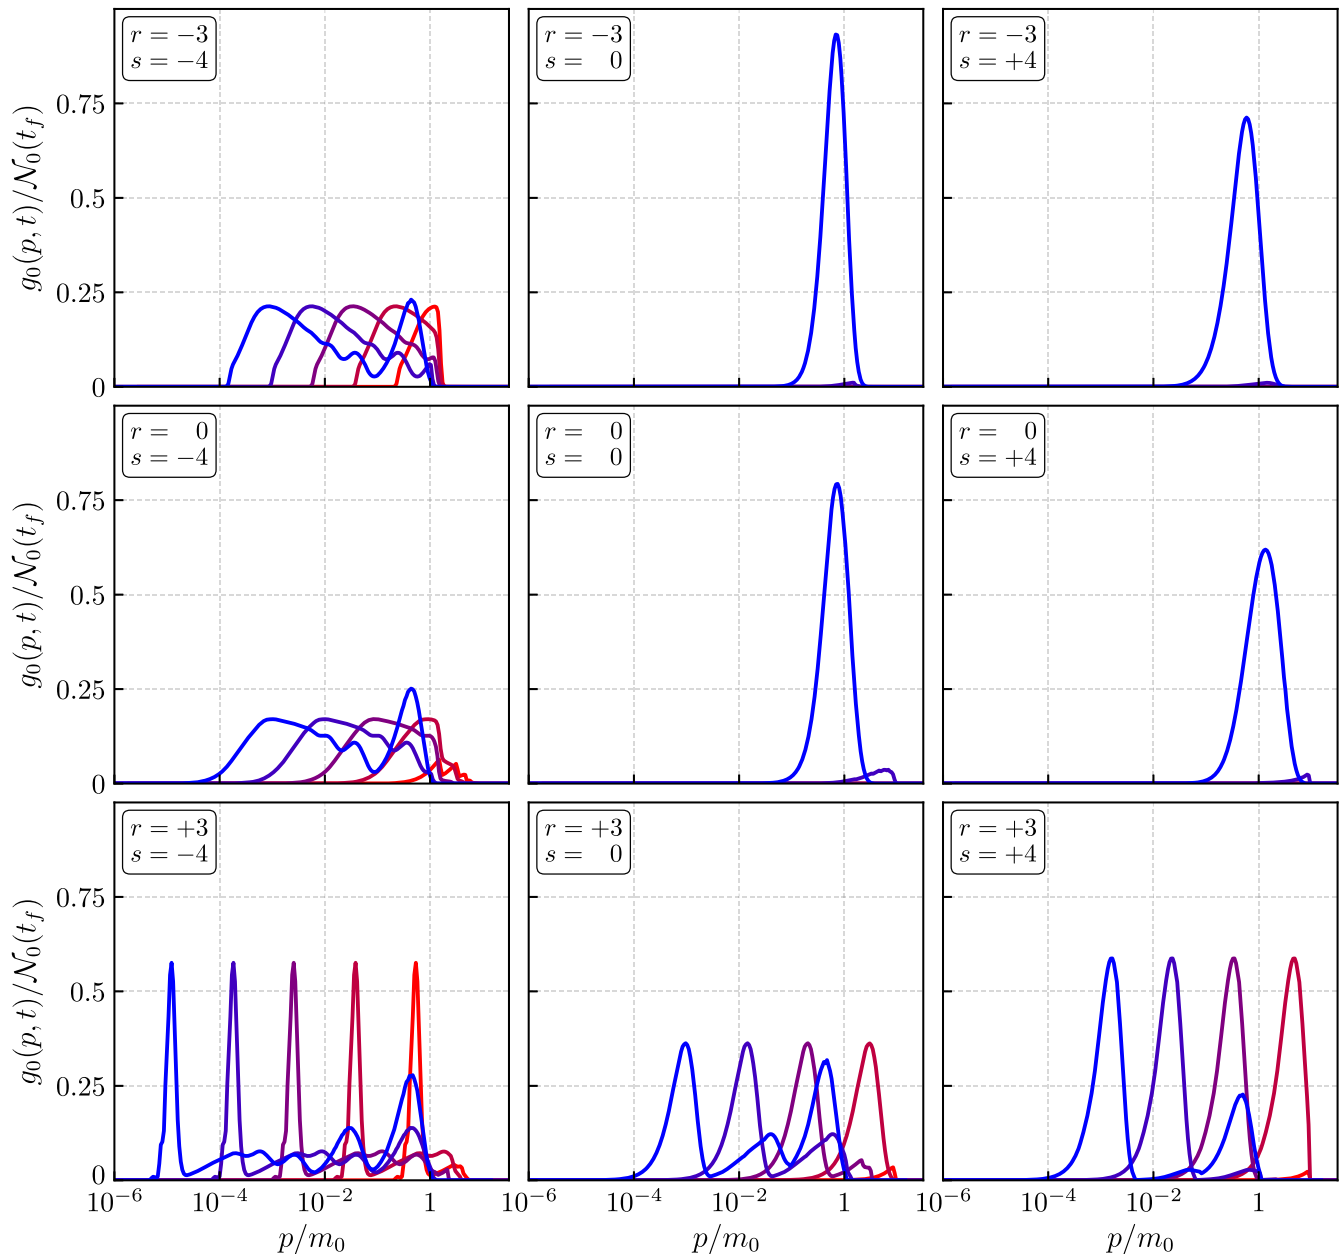 r = −3
s = −4
r = −3
s = 0
r = −3
s = +4
g₀(p, t)/𝒩₀(t_f)
0.75
0.5
0.25
0
r = 0
s = −4
r = 0
s = 0
r = 0
s = +4
g₀(p, t)/𝒩₀(t_f)
0.75
0.5
0.25
0
r = +3
s = −4
r = +3
s = 0
r = +3
s = +4
g₀(p, t)/𝒩₀(t_f)
0.75
0.5
0.25
0
10⁻⁶ 10⁻⁴ 10⁻² 1 10⁻⁶ 10⁻⁴ 10⁻² 1 10⁻⁶ 10⁻⁴ 10⁻² 1
p/m₀ p/m₀ p/m₀